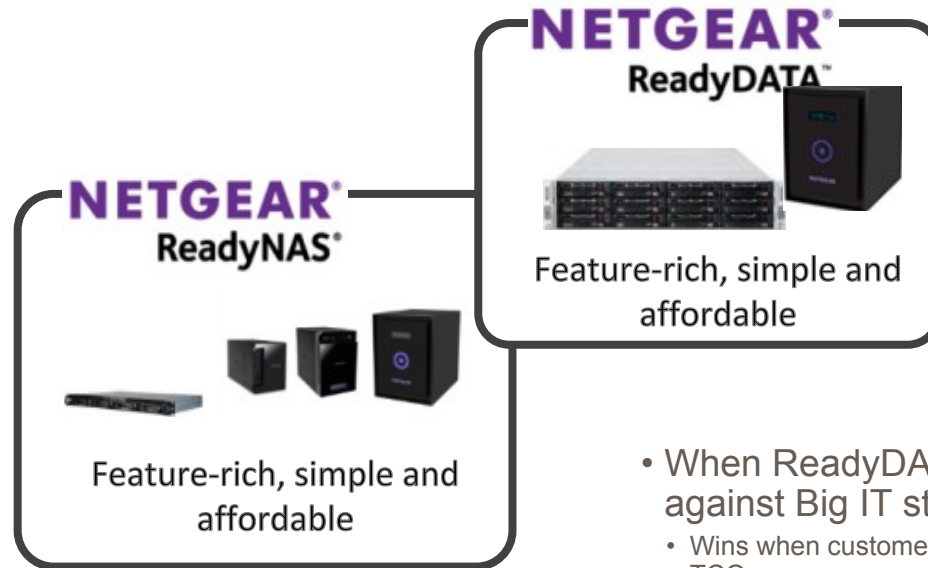 NETGEAR®
ReadyDATA™
Feature-rich, simple and
affordable
NETGEAR®
ReadyNAS®
Feature-rich, simple and
affordable
• When ReadyDA
against Big IT st
• Wins when custome